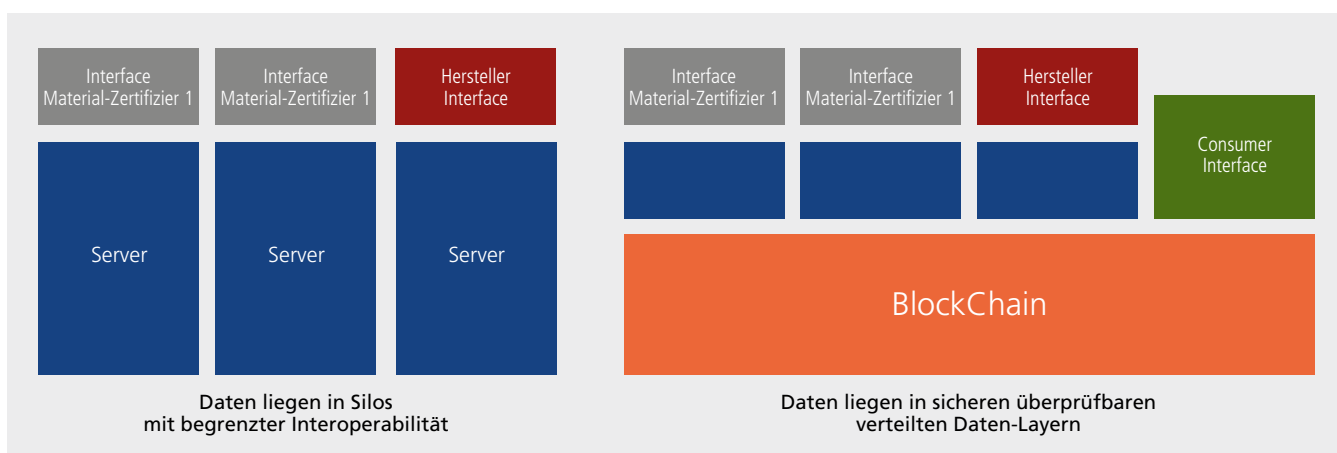 Interface
Material-Zertifizier 1
Interface
Material-Zertifizier 1
Hersteller
Interface
Server
Server
Server
Daten liegen in Silos
mit begrenzter Interoperabilität
Interface
Material-Zertifizier 1
Interface
Material-Zertifizier 1
Hersteller
Interface
Consumer
Interface
BlockChain
Daten liegen in sicheren überprüfbaren
verteilten Daten-Layern